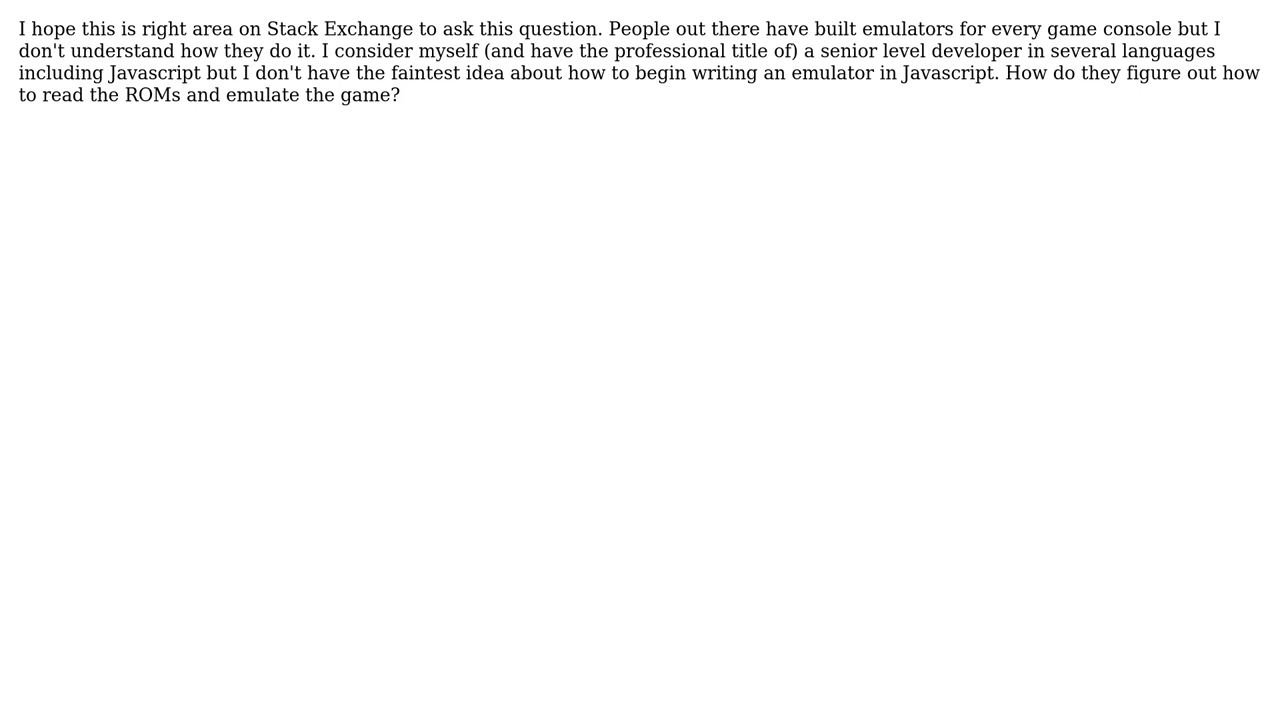 I hope this is right area on Stack Exchange to ask this question. People out there have built emulators for every game console but I
don't understand how they do it. I consider myself (and have the professional title of) a senior level developer in several languages
including Javascript but I don't have the faintest idea about how to begin writing an emulator in Javascript. How do they figure out how
to read the ROMs and emulate the game?